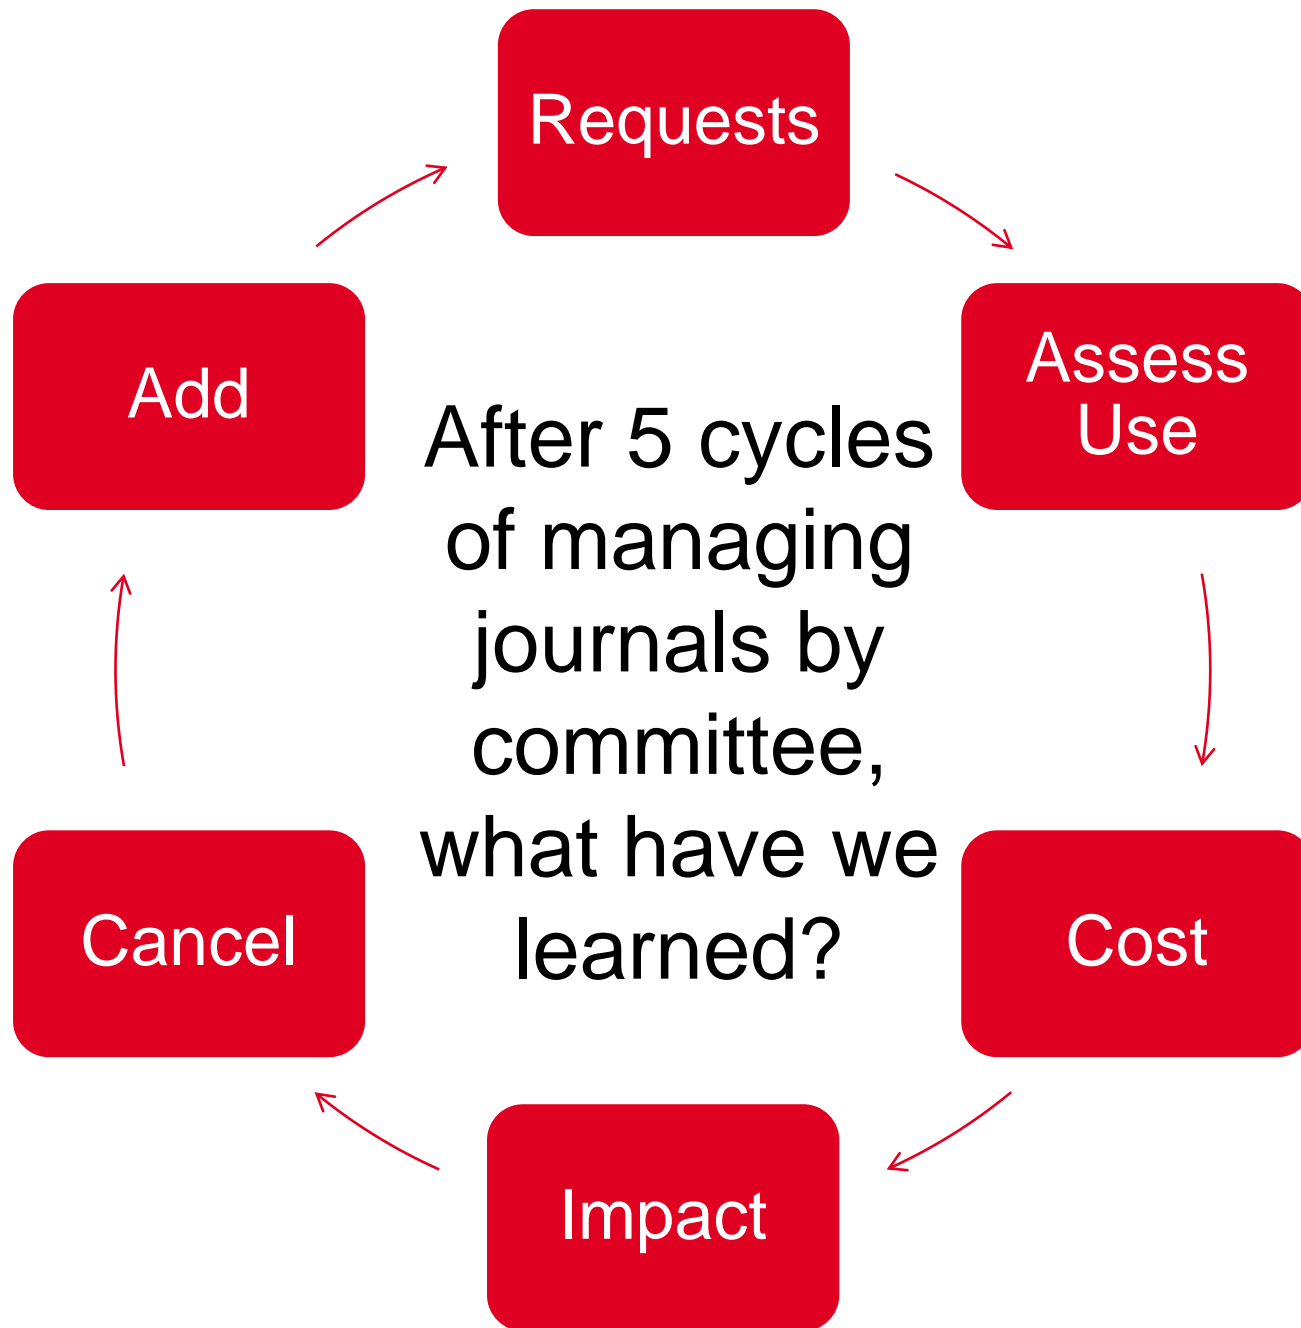 Requests
Assess
Use
Cost
Impact
Cancel
Add
After 5 cycles
of managing
journals by
committee,
what have we
learned?